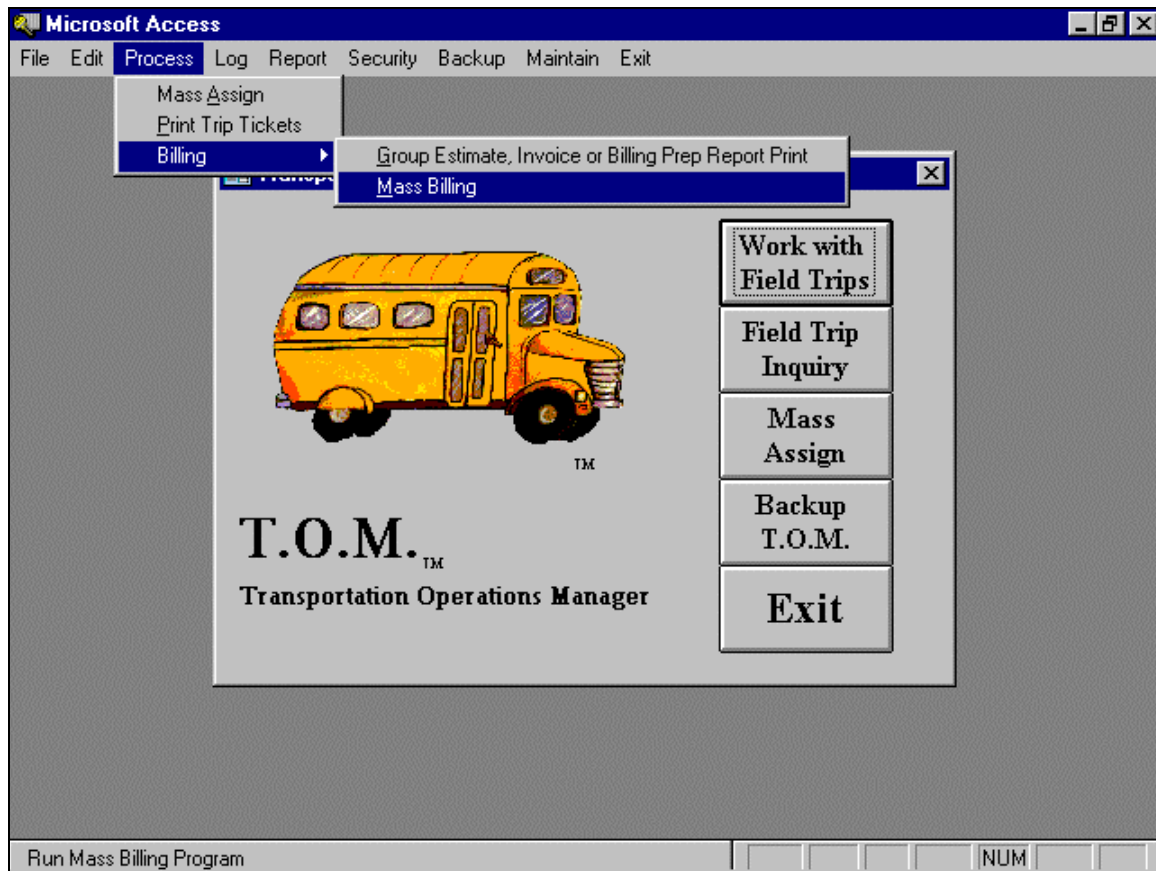 Microsoft Access
File Edit Process Log Report Security Backup Maintain Exit
Mass Assign
Print Trip Tickets
Billing
Group Estimate, Invoice or Billing Prep Report Print
Mass Billing
Work with
Field Trips
Field Trip
Inquiry
Mass
Assign
Backup
T.O.M.
Exit
TM
T.O.M.TM
Transportation Operations Manager
Run Mass Billing Program
NUM